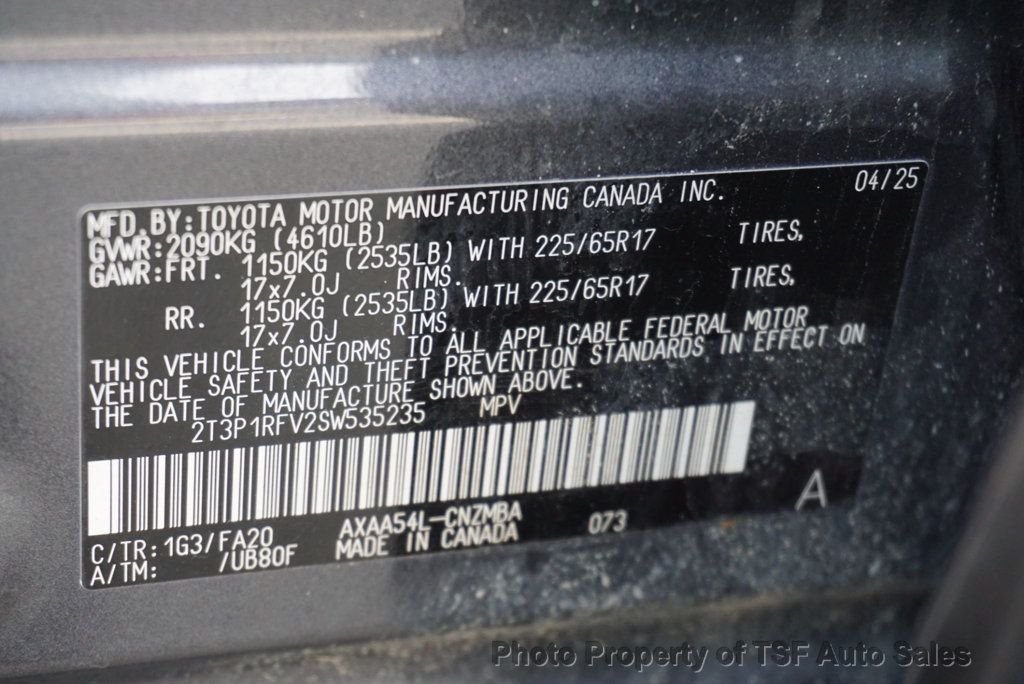 MFD.BY:TOYOTA MOTOR MANUFACTURING CANADA INC. 04/25
GVWR:2090KG (4610LB)
GAWR:FRT. 1150KG (2535LB) WITH 225/65R17 TIRES,
17x7.0J RIMS.
RR. 1150KG (2535LB) WITH 225/65R17 TIRES,
17x7.0J RIMS.
THIS VEHICLE CONFORMS TO ALL APPLICABLE FEDERAL MOTOR
VEHICLE SAFETY AND THEFT PREVENTION STANDARDS IN EFFECT ON
THE DATE OF MANUFACTURE SHOWN ABOVE.
2T3P1RFV2SW535235 MPV
A
C/TR: 1G3/FA20 AXAA54L-CNZMBA 073
A/TM: /UB80F MADE IN CANADA
Photo Property of TSF Auto Sales